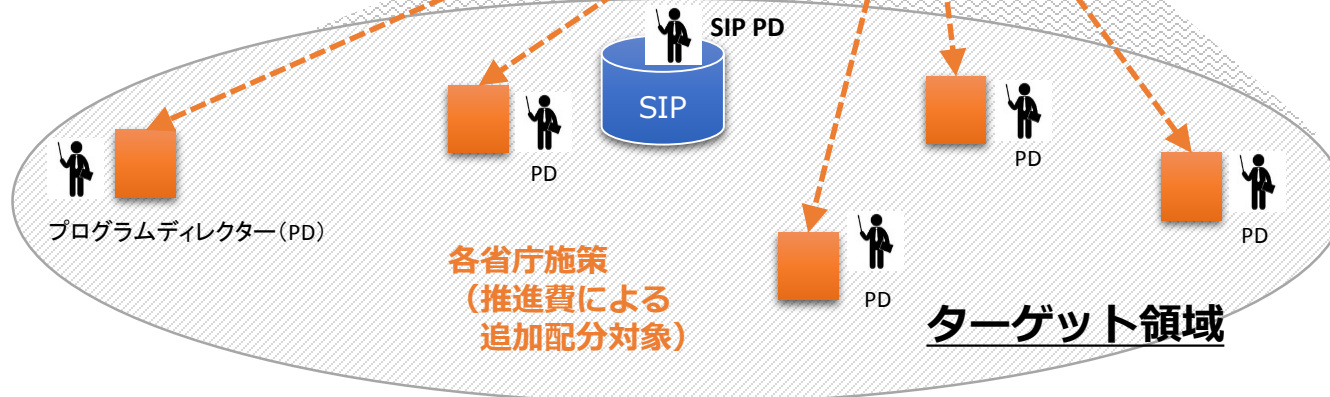 SIP PD
SIP
PD
PD
プログラムディレクター（PD）
PD
各省庁施策
（推進費による
追加配分対象）
PD
ターゲット領域